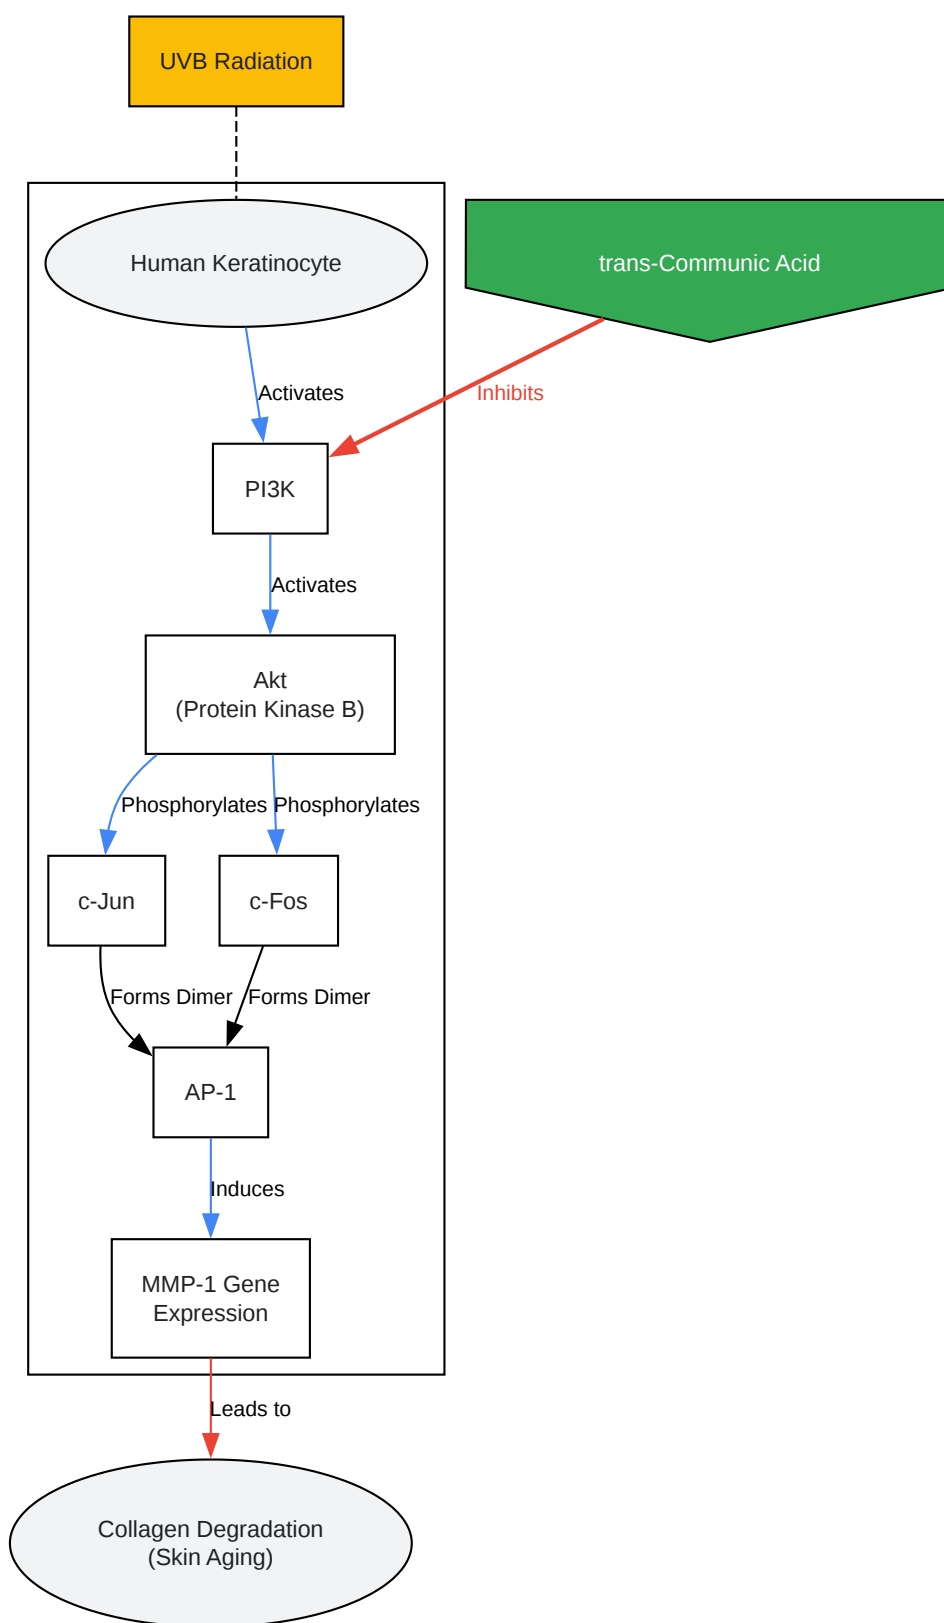 UVB Radiation
Human Keratinocyte
trans-Communic Acid
Activates
Inhibits
PI3K
Activates
Akt
(Protein Kinase B)
Phosphorylates
Phosphorylates
c-Jun
c-Fos
Forms Dimer
Forms Dimer
AP-1
Induces
MMP-1 Gene
Expression
Leads to
Collagen Degradation
(Skin Aging)